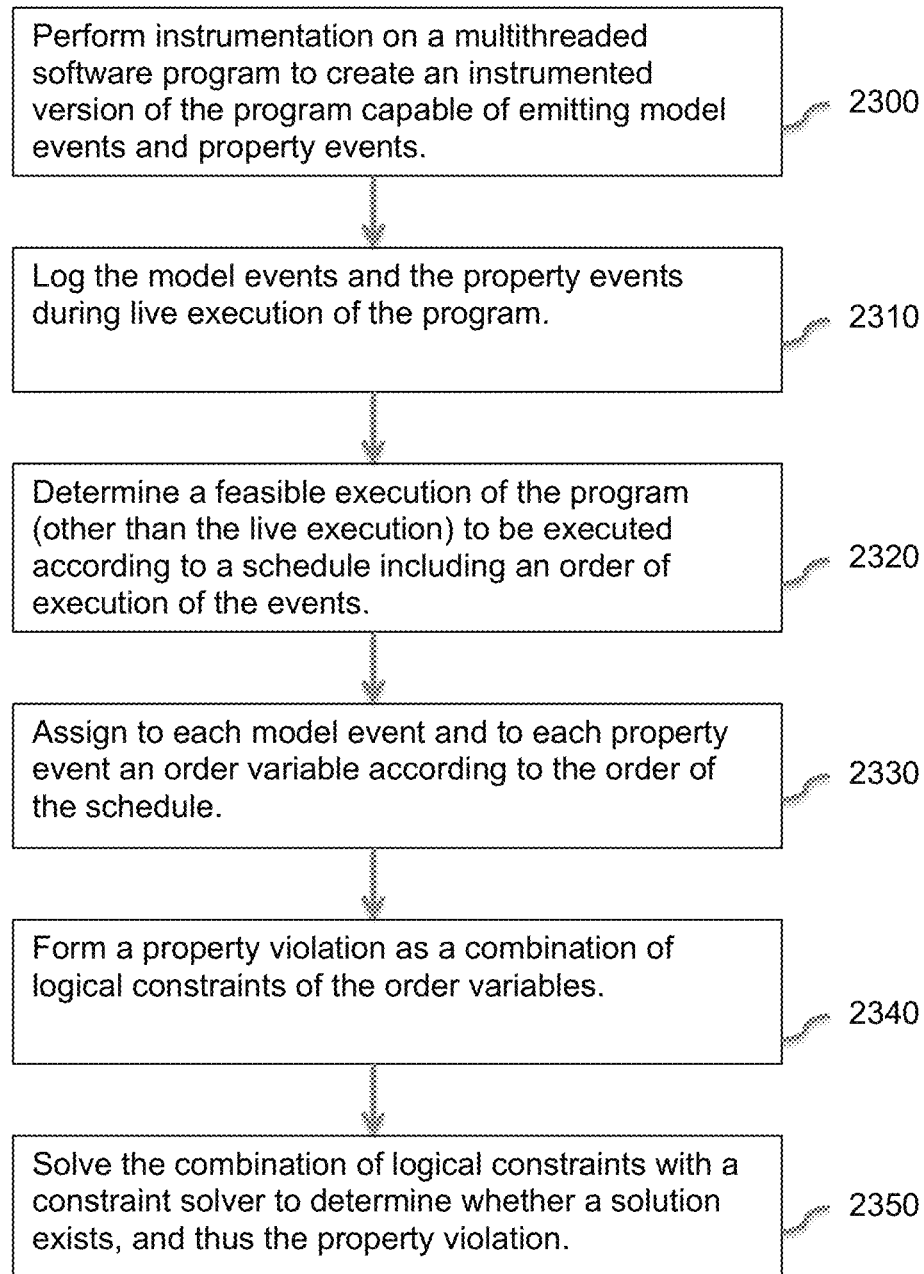 Perform instrumentation on a multithreaded
software program to create an instrumented
version of the program capable of emitting model
events and property events.
2300
Log the model events and the property events
during live execution of the program.
2310
Determine a feasible execution of the program
(other than the live execution) to be executed
according to a schedule including an order of
execution of the events.
2320
Assign to each model event and to each property
event an order variable according to the order of
the schedule.
2330
Form a property violation as a combination of
logical constraints of the order variables.
2340
Solve the combination of logical constraints with a
constraint solver to determine whether a solution
exists, and thus the property violation.
2350